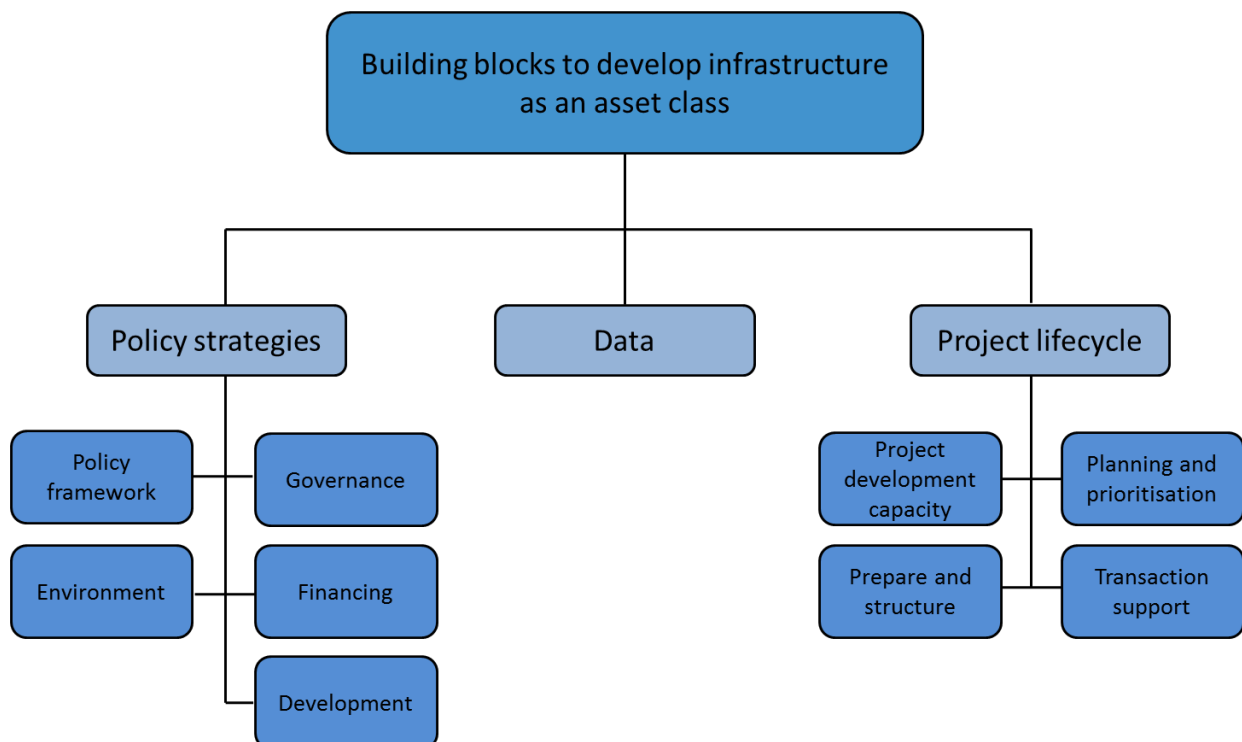 Building blocks to develop infrastructure
as an asset class
Policy strategies
Data
Project lifecycle
Policy
framework
Governance
Environment
Financing
Development
Project
development
capacity
Planning and
prioritisation
Prepare and
structure
Transaction
support